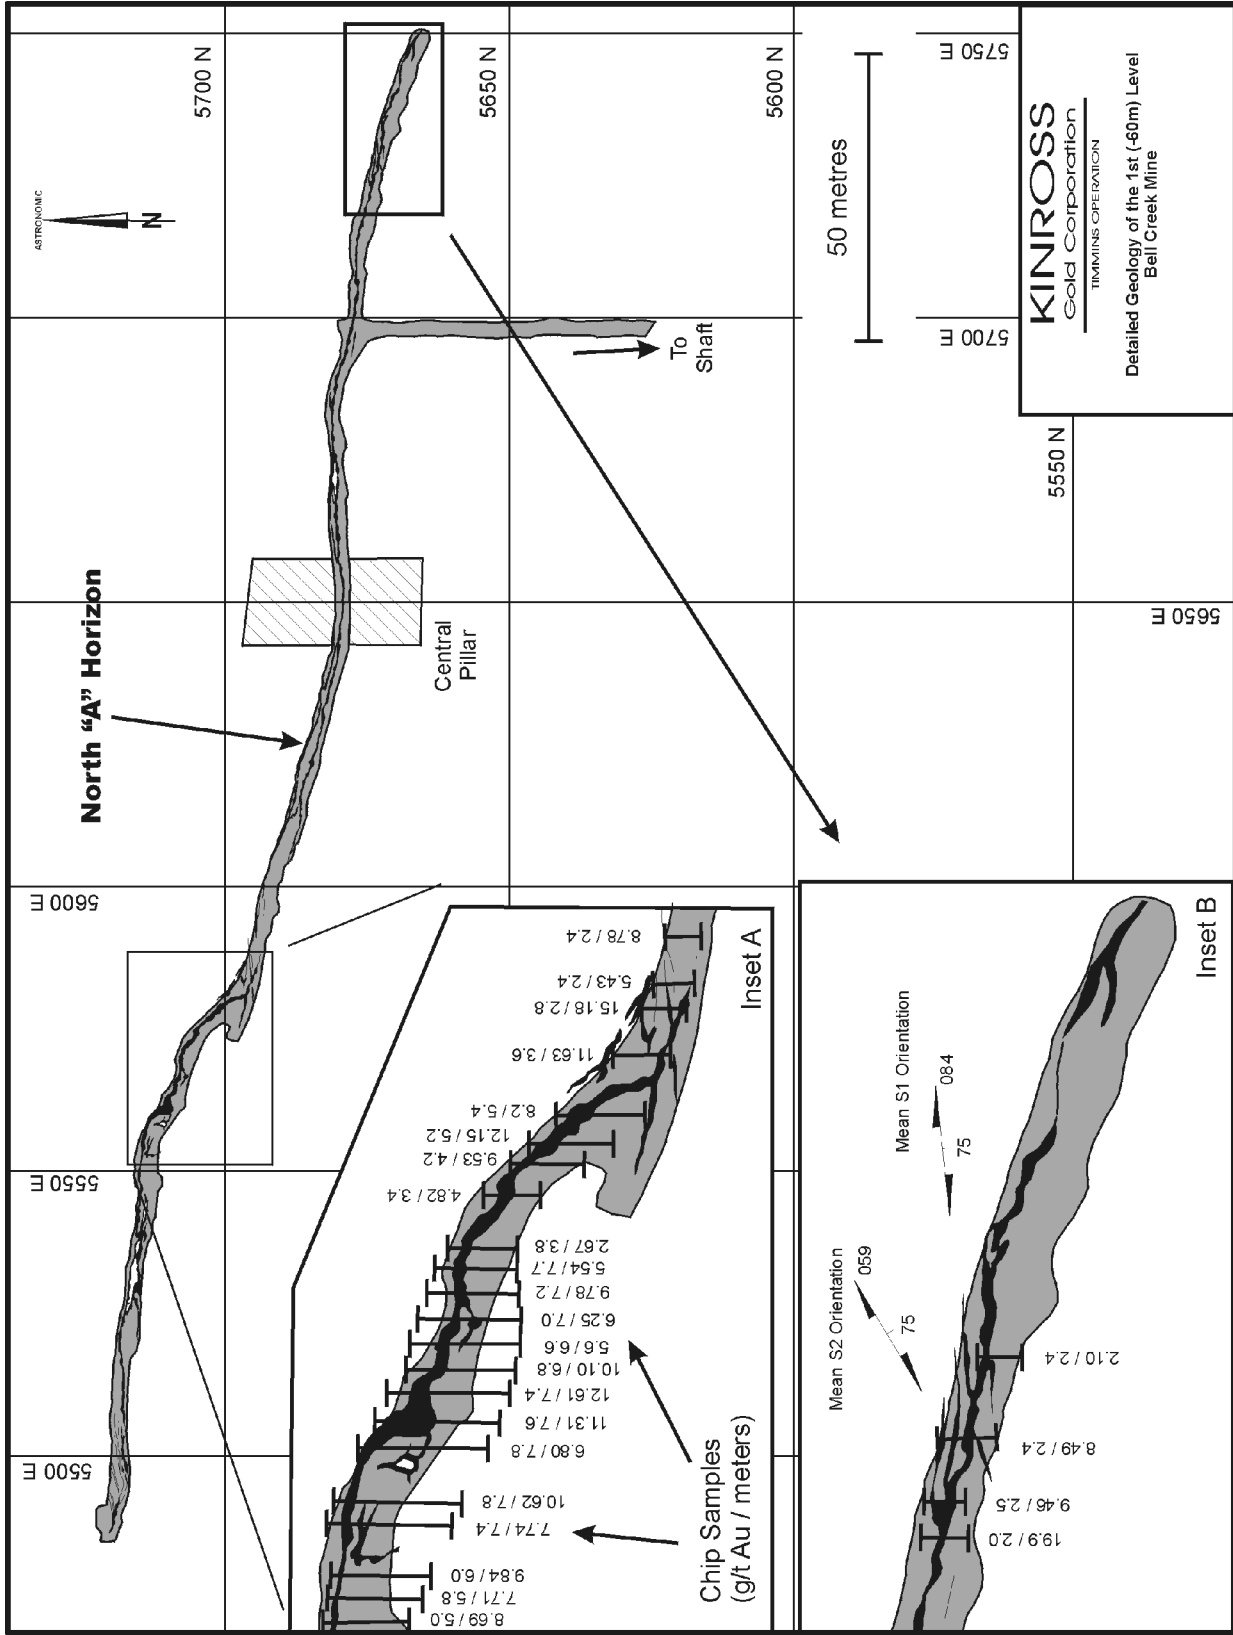 ASTRONOMIC
N
5700 N
5650 N
5600 N
5550 N
5750 E
5700 E
5650 E
5600 E
5550 E
5500 E
North “A” Horizon
Central
Pillar
To
Shaft
50 metres
KINROSS
Gold Corporation
TIMMINS OPERATION
Detailed Geology of the 1st (-60m) Level
Bell Creek Mine
Inset A
8.78 / 2.4
5.43 / 2.4
15.18 / 2.8
11.63 / 3.6
8.2 / 5.4
12.15 / 5.2
9.53 / 4.2
4.82 / 3.4
2.67 / 3.8
5.54 / 7.7
9.78 / 7.2
6.25 / 7.0
5.6 / 6.6
10.10 / 6.8
12.61 / 7.4
11.31 / 7.6
6.80 / 7.8
10.62 / 7.8
7.74 / 7.4
9.84 / 6.0
7.71 / 5.8
8.69 / 5.0
Chip Samples
(g/t Au / meters)
Inset B
Mean S1 Orientation
084
75
Mean S2 Orientation
059
75
2.10 / 2.4
8.49 / 2.4
9.46 / 2.5
19.9 / 2.0